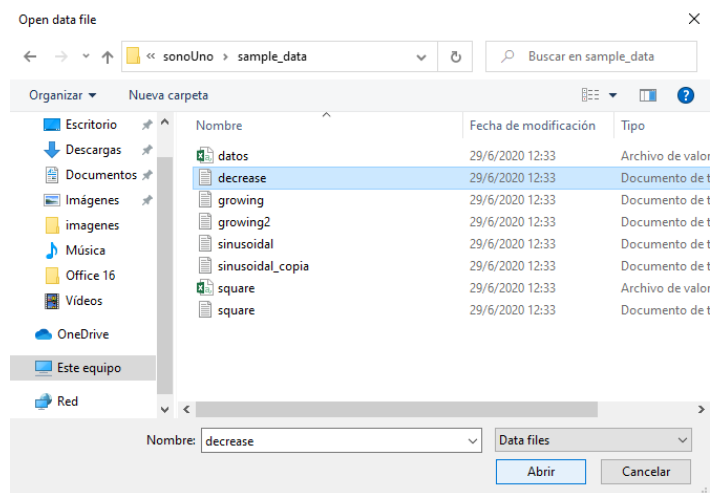 Open data file
« sonoUno > sample_data
Buscar en sample_data
Organizar
Nueva carpeta
Escritorio
Descargas
Documentos
Imágenes
imagenes
Música
Office 16
Vídeos
OneDrive
Este equipo
Red
Nombre Fecha de modificación Tipo
datos 29/6/2020 12:33 Archivo de valor
decrease 29/6/2020 12:33 Documento de t
growing 29/6/2020 12:33 Documento de t
growing2 29/6/2020 12:33 Documento de t
sinusoidal 29/6/2020 12:33 Documento de t
sinusoidal_copia 29/6/2020 12:33 Documento de t
square 29/6/2020 12:33 Archivo de valor
square 29/6/2020 12:33 Documento de t
Nombre: decrease
Data files
Abrir
Cancelar